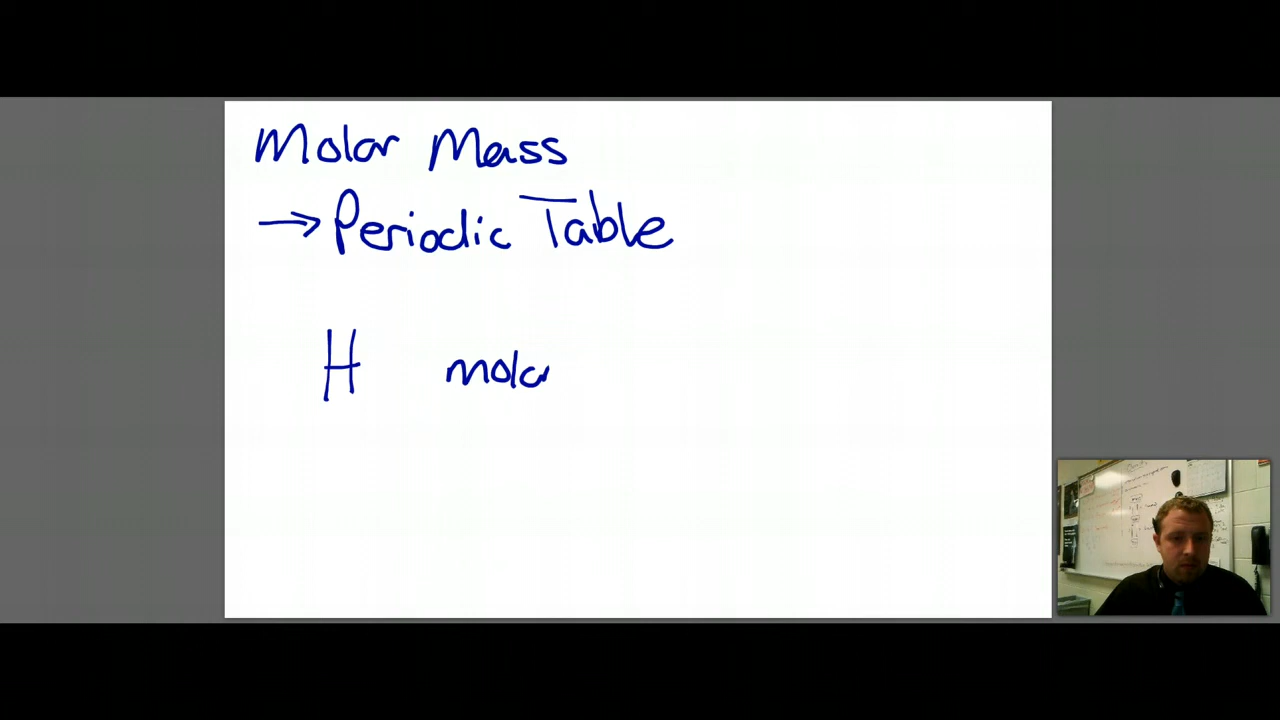 Molar Mass
→ Periodic Table
H molar